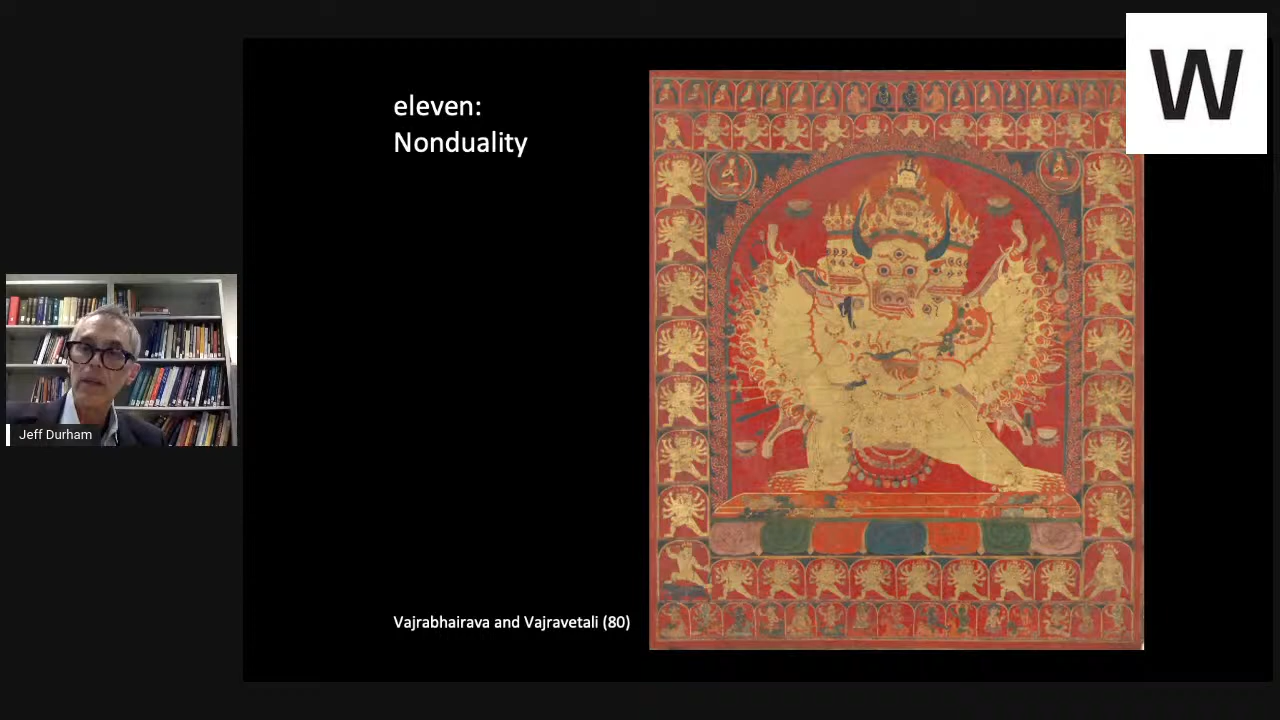 eleven:
Nonduality
W
Jeff Durham
Vajrabhairava and Vajravetali (80)